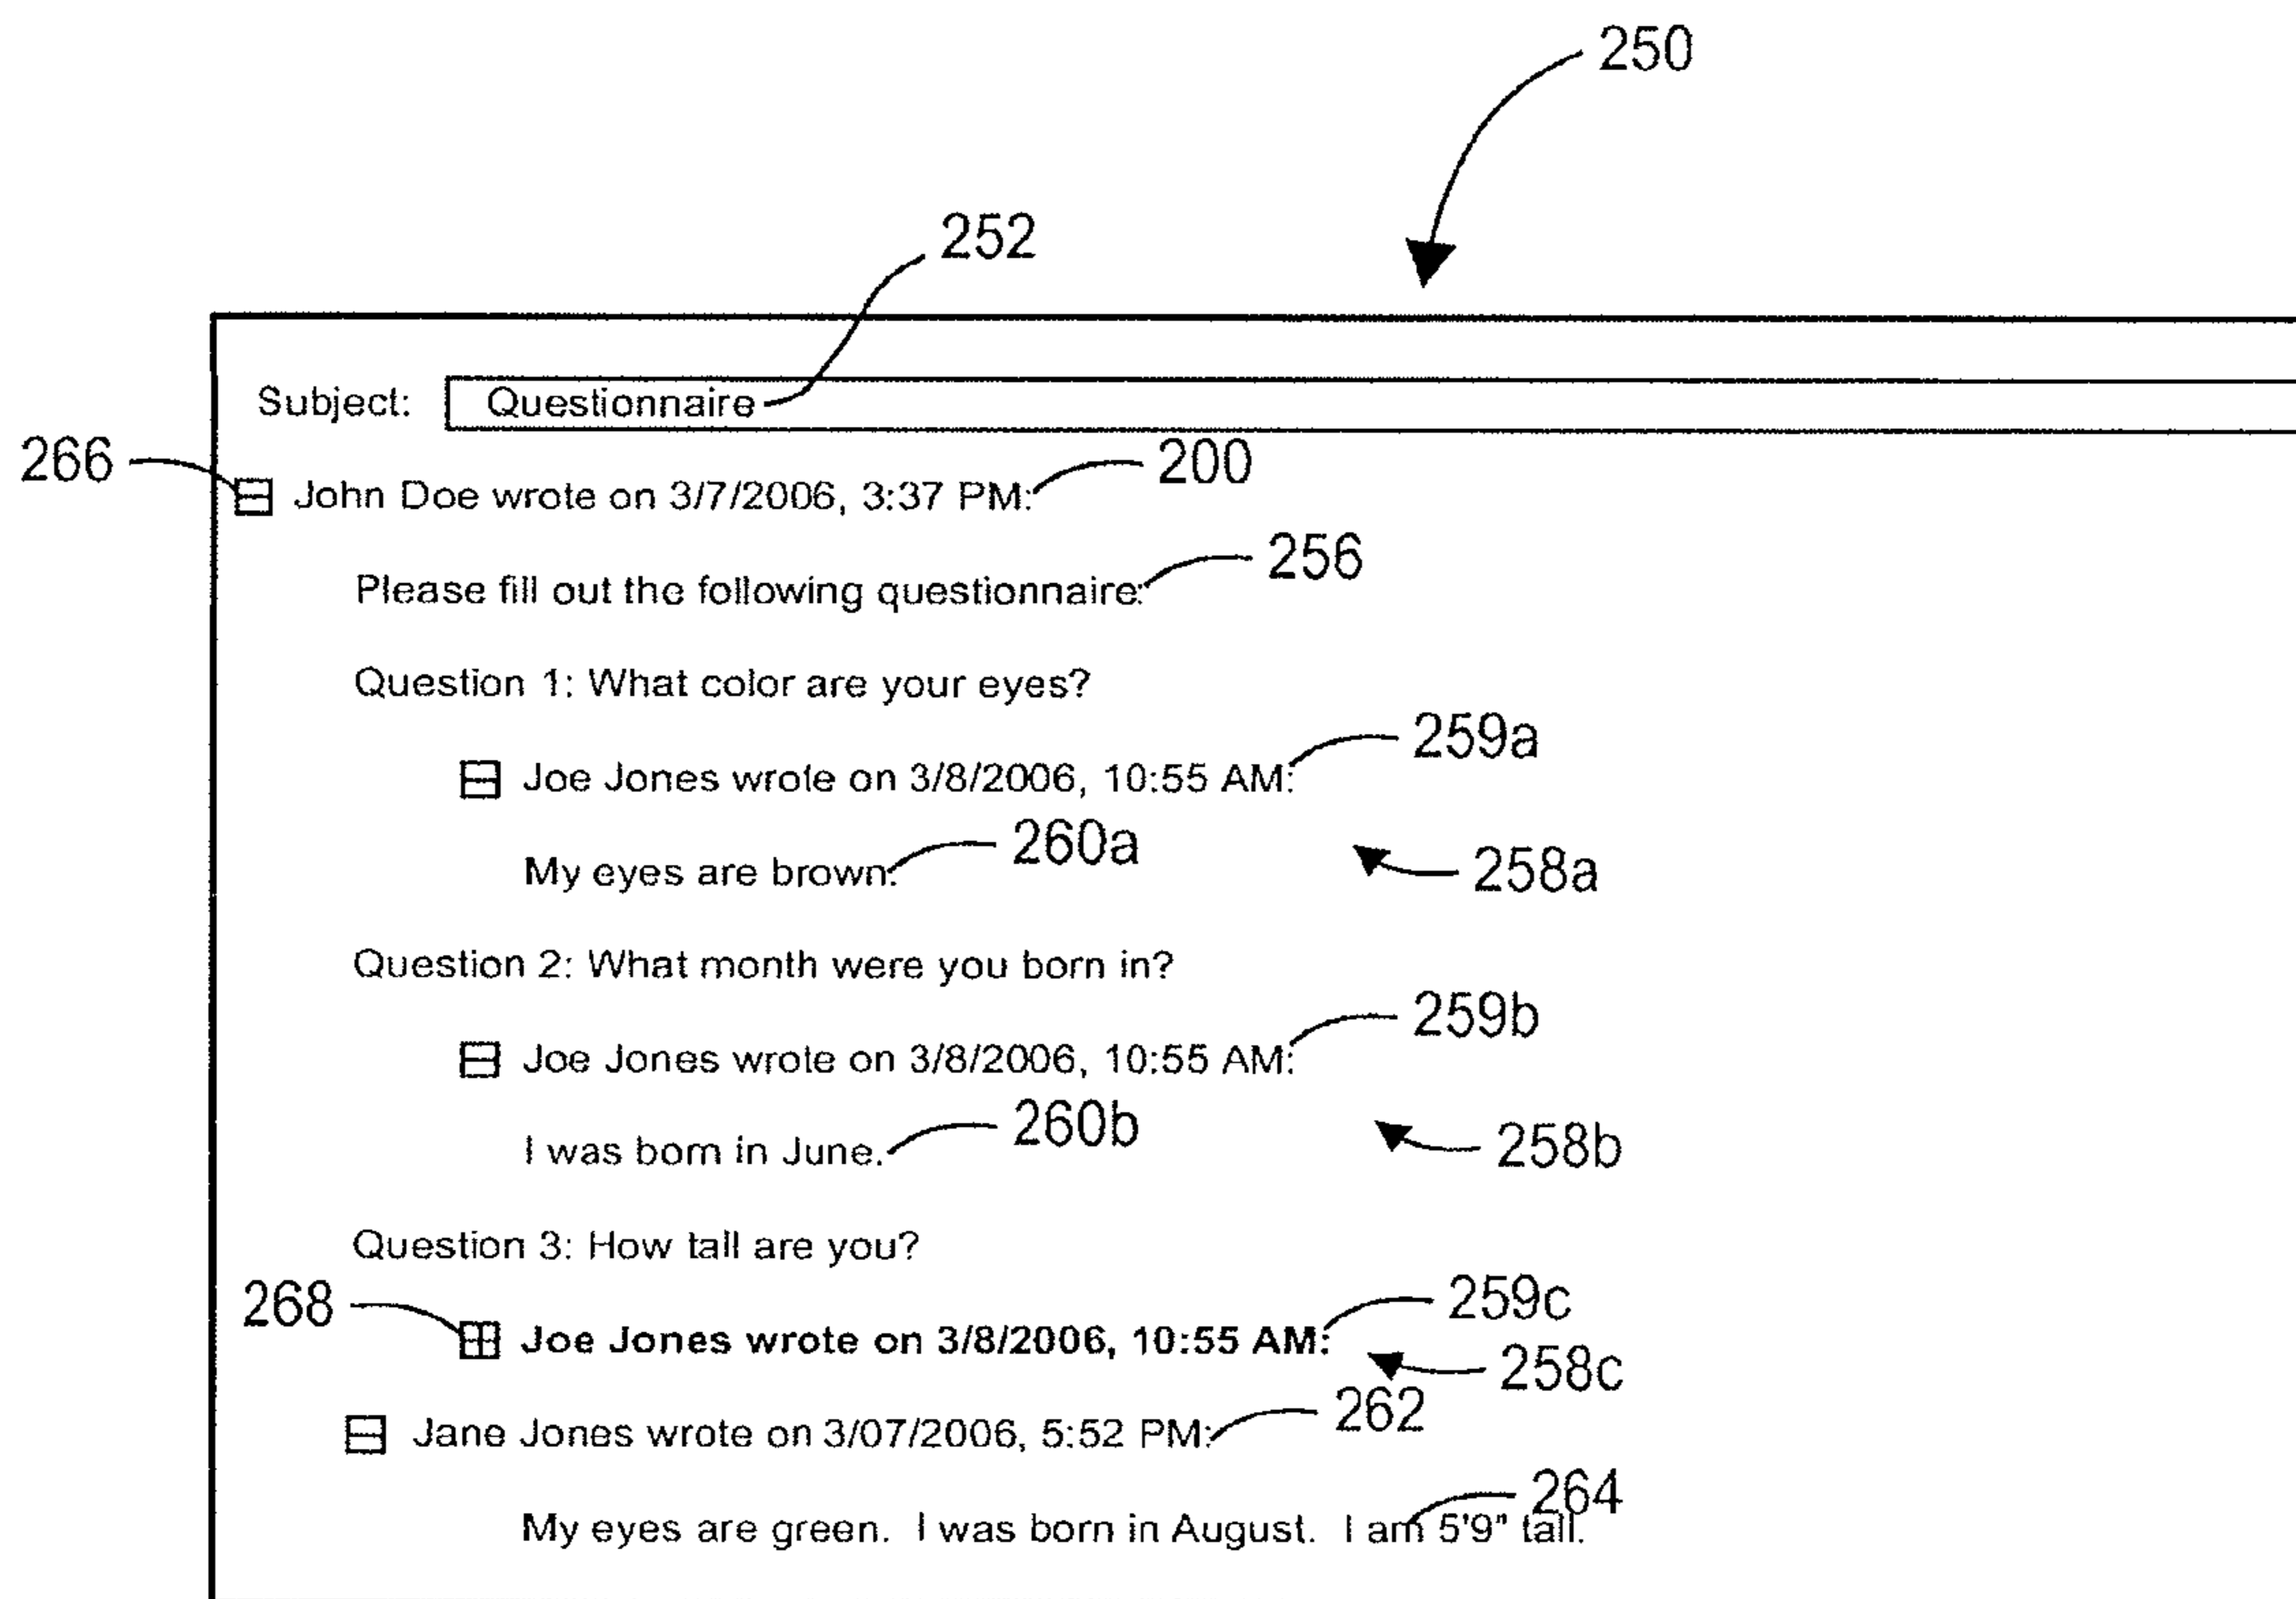 250
252
Subject: Questionnaire
266
200
John Doe wrote on 3/7/2006, 3:37 PM:
256
Please fill out the following questionnaire:
Question 1: What color are your eyes?
259a
Joe Jones wrote on 3/8/2006, 10:55 AM:
260a
258a
My eyes are brown.
Question 2: What month were you born in?
259b
Joe Jones wrote on 3/8/2006, 10:55 AM:
260b
258b
I was born in June.
Question 3: How tall are you?
268
259c
Joe Jones wrote on 3/8/2006, 10:55 AM:
258c
262
Jane Jones wrote on 3/07/2006, 5:52 PM:
264
My eyes are green. I was born in August. I am 5'9" tall.